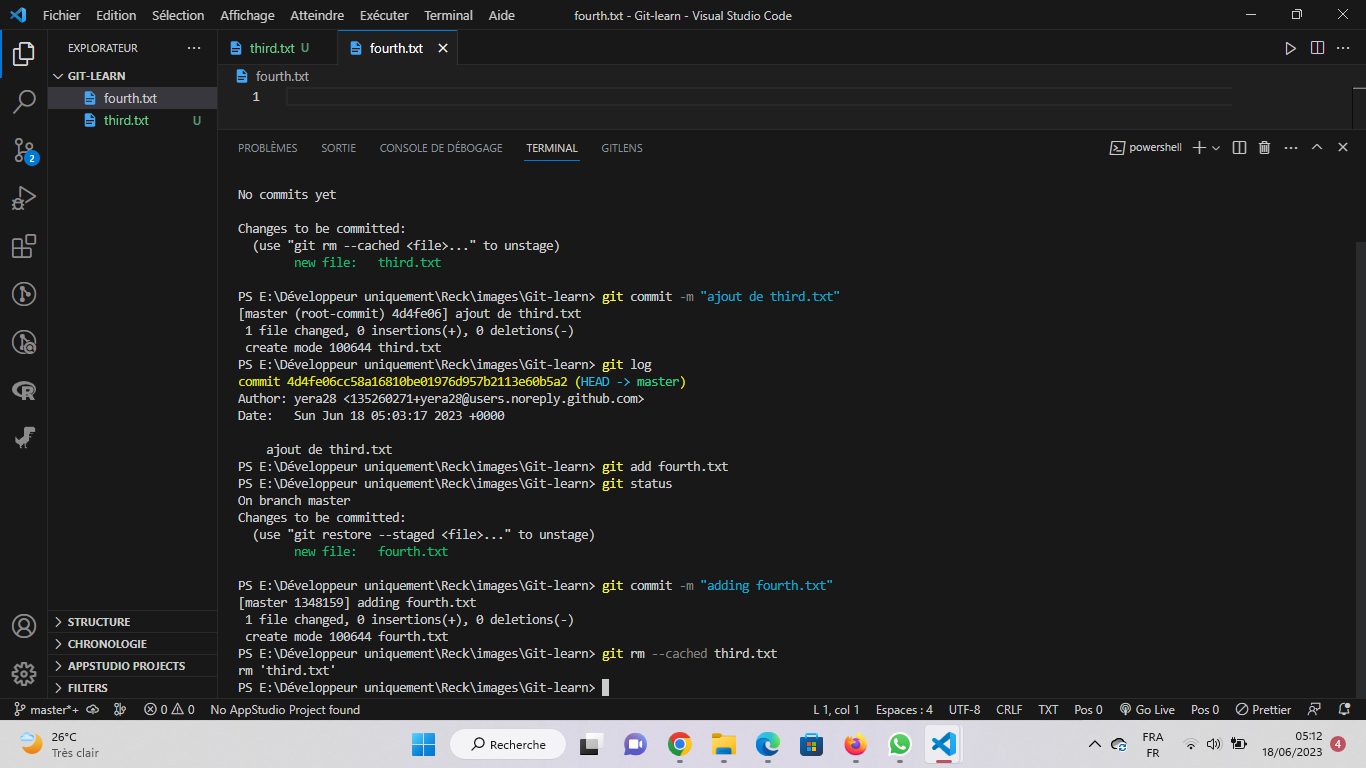 Fichier Edition Sélection Affichage Atteindre Exécuter Terminal Aide fourth.txt - Git-learn - Visual Studio Code
EXPLORATEUR ···
GIT-LEARN
fourth.txt
third.txt U
third.txt U fourth.txt
fourth.txt
1
PROBLÈMES SORTIE CONSOLE DE DÉBOGAGE TERMINAL GITLENS powershell
2
No commits yet
Changes to be committed:
(use "git rm --cached <file>..." to unstage)
new file: third.txt
PS E:\Développeur uniquement\Reck\images\Git-learn> git commit -m "ajout de third.txt"
[master (root-commit) 4d4fe06] ajout de third.txt
1 file changed, 0 insertions(+), 0 deletions(-)
create mode 100644 third.txt
PS E:\Développeur uniquement\Reck\images\Git-learn> git log
commit 4d4fe06cc58a16810be01976d957b2113e60b5a2 (HEAD -> master)
Author: yera28 <135260271+yera28@users.noreply.github.com>
Date: Sun Jun 18 05:03:17 2023 +0000
ajout de third.txt
PS E:\Développeur uniquement\Reck\images\Git-learn> git add fourth.txt
PS E:\Développeur uniquement\Reck\images\Git-learn> git status
On branch master
Changes to be committed:
(use "git restore --staged <file>..." to unstage)
new file: fourth.txt
PS E:\Développeur uniquement\Reck\images\Git-learn> git commit -m "adding fourth.txt"
[master 1348159] adding fourth.txt
1 file changed, 0 insertions(+), 0 deletions(-)
create mode 100644 fourth.txt
PS E:\Développeur uniquement\Reck\images\Git-learn> git rm --cached third.txt
rm 'third.txt'
PS E:\Développeur uniquement\Reck\images\Git-learn>
STRUCTURE
CHRONOLOGIE
APPSTUDIO PROJECTS
FILTERS
master*+ 0 0 No AppStudio Project found L 1, col 1 Espaces : 4 UTF-8 CRLF TXT Pos 0 Go Live Pos 0 Prettier
26°C
Très clair
Recherche
FRA
FR
05:12
18/06/2023
4